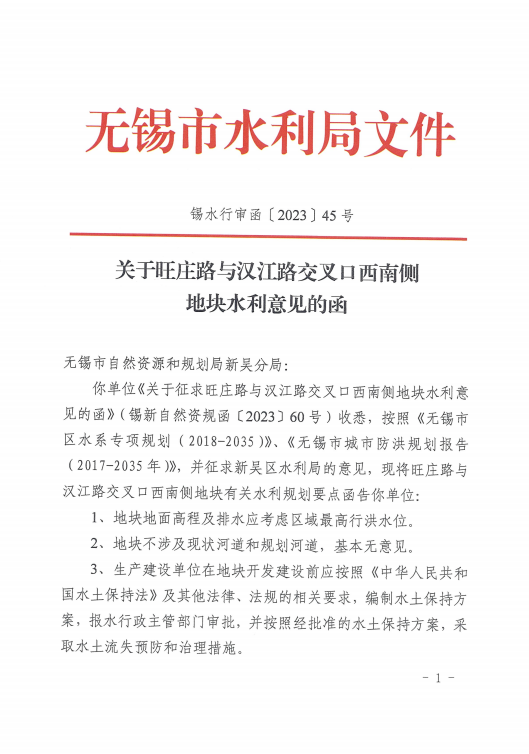 无锡市水利局文件
锡水行审函〔2023〕45号
关于旺庄路与汉江路交叉口西南侧
地块水利意见的函
无锡市自然资源和规划局新吴分局：
你单位《关于征求旺庄路与汉江路交叉口西南侧地块水利意
见的函》（锡新自然资规函〔2023〕60号）收悉，按照《无锡市
区水系专项规划（2018-2035）》、《无锡市城市防洪规划报告
（2017-2035年）》，并征求新吴区水利局的意见，现将旺庄路与
汉江路交叉口西南侧地块有关水利规划要点函告你单位：
1、地块地面高程及排水应考虑区域最高行洪水位。
2、地块不涉及现状河道和规划河道，基本无意见。
3、生产建设单位在地块开发建设前应按照《中华人民共和
国水土保持法》及其他法律、法规的相关要求，编制水土保持方
案，报水行政主管部门审批，并按照经批准的水土保持方案，采
取水土流失预防和治理措施。
- 1 -